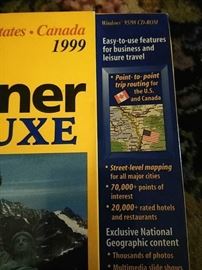 tates · Canada
1999
ner
UXE
Windows 95/98 CD-ROM
Easy-to-use features
for business and
leisure travel
• Point-to-point
trip routing for
the U.S.
and Canada
• Street-level mapping
for all major cities
• 70,000+ points of
interest
• 20,000+ rated hotels
and restaurants
Exclusive National
Geographic content
• Thousands of photos
• Multimedia slide shows